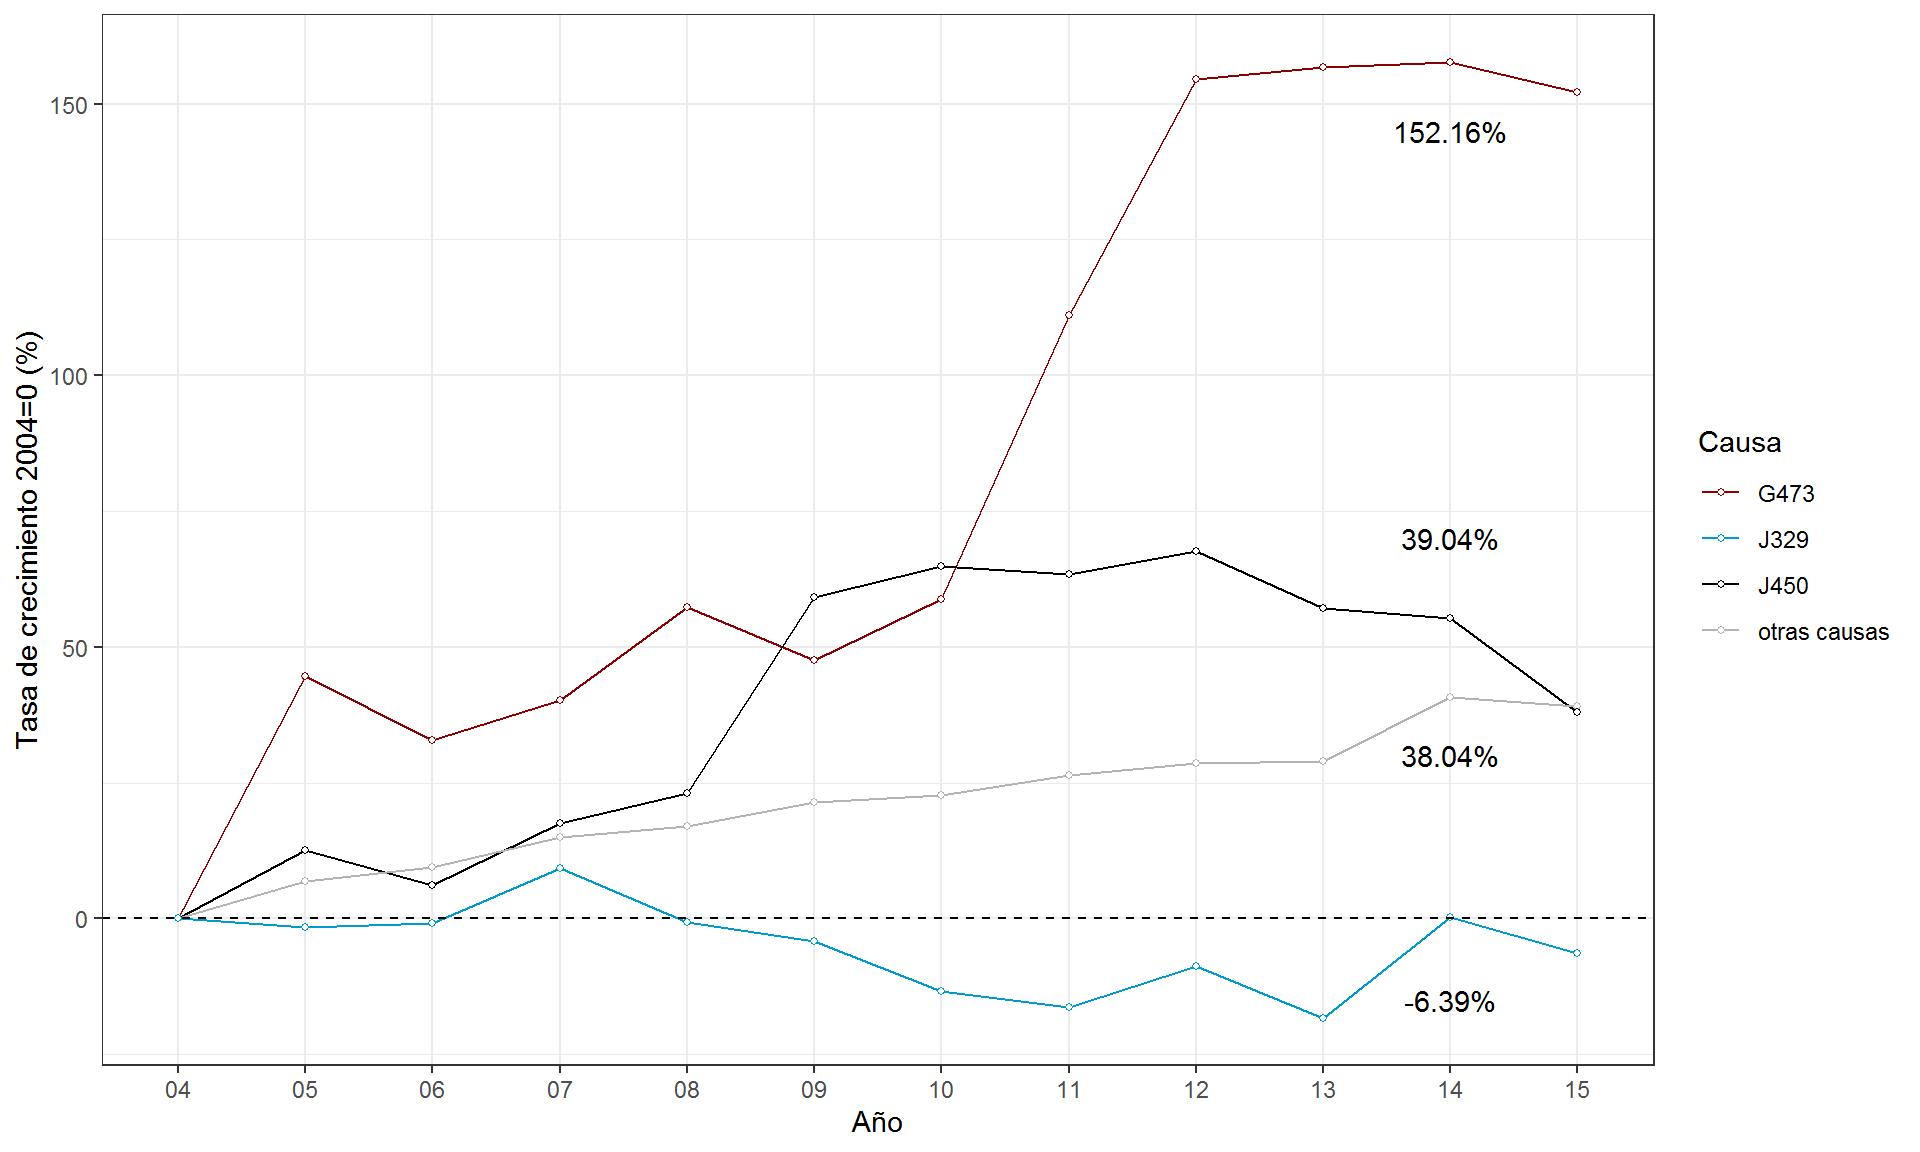 Tasa de crecimiento 2004=0 (%)
150
100
50
0
152.16%
39.04%
38.04%
-6.39%
04 05 06 07 08 09 10 11 12 13 14 15
Año
Causa
G473
J329
J450
otras causas